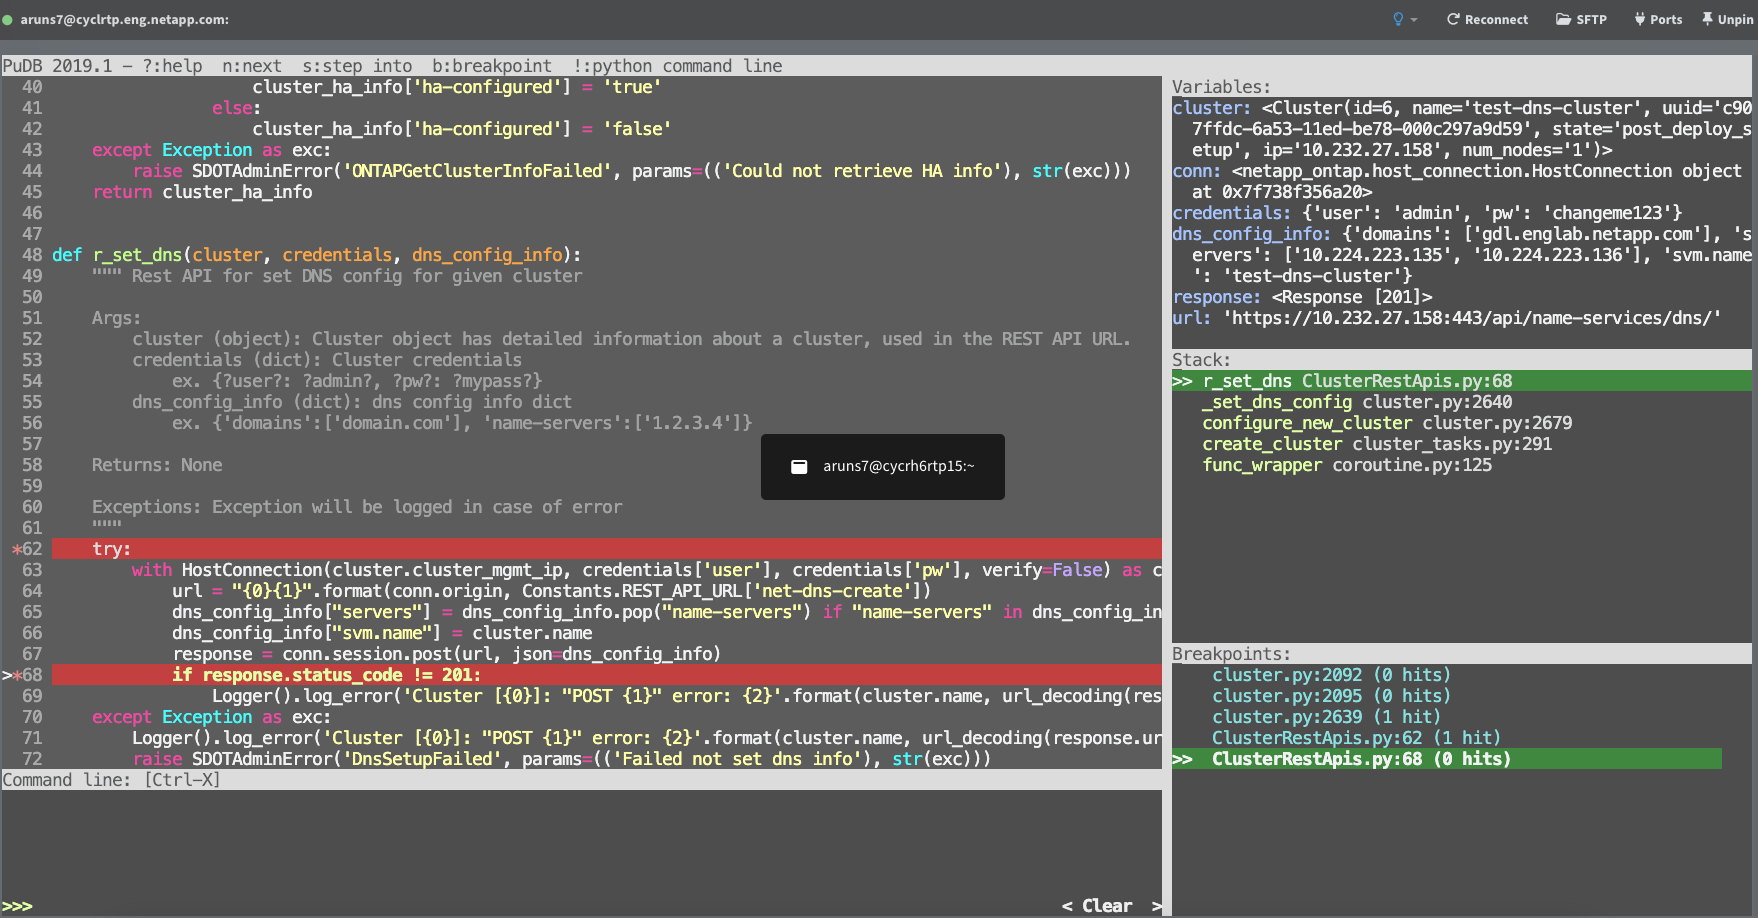 aruns7@cyclrtp.eng.netapp.com:
Reconnect SFTP Ports Unpin
PuDB 2019.1 - ?:help n:next s:step into b:breakpoint !:python command line
40 cluster_ha_info['ha-configured'] = 'true'
41 else:
42 cluster_ha_info['ha-configured'] = 'false'
43 except Exception as exc:
44 raise SDOTAdminError('ONTAPGetClusterInfoFailed', params=(('Could not retrieve HA info'), str(exc)))
45 return cluster_ha_info
46
47
48 def r_set_dns(cluster, credentials, dns_config_info):
49 """ Rest API for set DNS config for given cluster
50
51 Args:
52 cluster (object): Cluster object has detailed information about a cluster, used in the REST API URL.
53 credentials (dict): Cluster credentials
54 ex. {?user?: ?admin?, ?pw?: ?mypass?}
55 dns_config_info (dict): dns config info dict
56 ex. {'domains':['domain.com'], 'name-servers':['1.2.3.4']}
57
58 Returns: None
59
60 Exceptions: Exception will be logged in case of error
61 """
*62 try:
63 with HostConnection(cluster.cluster_mgmt_ip, credentials['user'], credentials['pw'], verify=False) as c
64 url = "{0}{1}".format(conn.origin, Constants.REST_API_URL['net-dns-create'])
65 dns_config_info["servers"] = dns_config_info.pop("name-servers") if "name-servers" in dns_config_in
66 dns_config_info["svm.name"] = cluster.name
67 response = conn.session.post(url, json=dns_config_info)
>*68 if response.status_code != 201:
69 Logger().log_error('Cluster [{0}]: "POST {1}" error: {2}'.format(cluster.name, url_decoding(res
70 except Exception as exc:
71 Logger().log_error('Cluster [{0}]: "POST {1}" error: {2}'.format(cluster.name, url_decoding(response.ur
72 raise SDOTAdminError('DnsSetupFailed', params=(('Failed not set dns info'), str(exc)))
Command line: [Ctrl-X]
>>>
< Clear >
aruns7@cycrh6rtp15:~
Variables:
cluster: <Cluster(id=6, name='test-dns-cluster', uuid='c90
7ffdc-6a53-11ed-be78-000c297a9d59', state='post_deploy_s
etup', ip='10.232.27.158', num_nodes='1')>
conn: <netapp_ontap.host_connection.HostConnection object
at 0x7f738f356a20>
credentials: {'user': 'admin', 'pw': 'changeme123'}
dns_config_info: {'domains': ['gdl.englab.netapp.com'], 's
ervers': ['10.224.223.135', '10.224.223.136'], 'svm.name
': 'test-dns-cluster'}
response: <Response [201]>
url: 'https://10.232.27.158:443/api/name-services/dns/'
Stack:
>> r_set_dns ClusterRestApis.py:68
_set_dns_config cluster.py:2640
configure_new_cluster cluster.py:2679
create_cluster cluster_tasks.py:291
func_wrapper coroutine.py:125
Breakpoints:
cluster.py:2092 (0 hits)
cluster.py:2095 (0 hits)
cluster.py:2639 (1 hit)
ClusterRestApis.py:62 (1 hit)
>> ClusterRestApis.py:68 (0 hits)